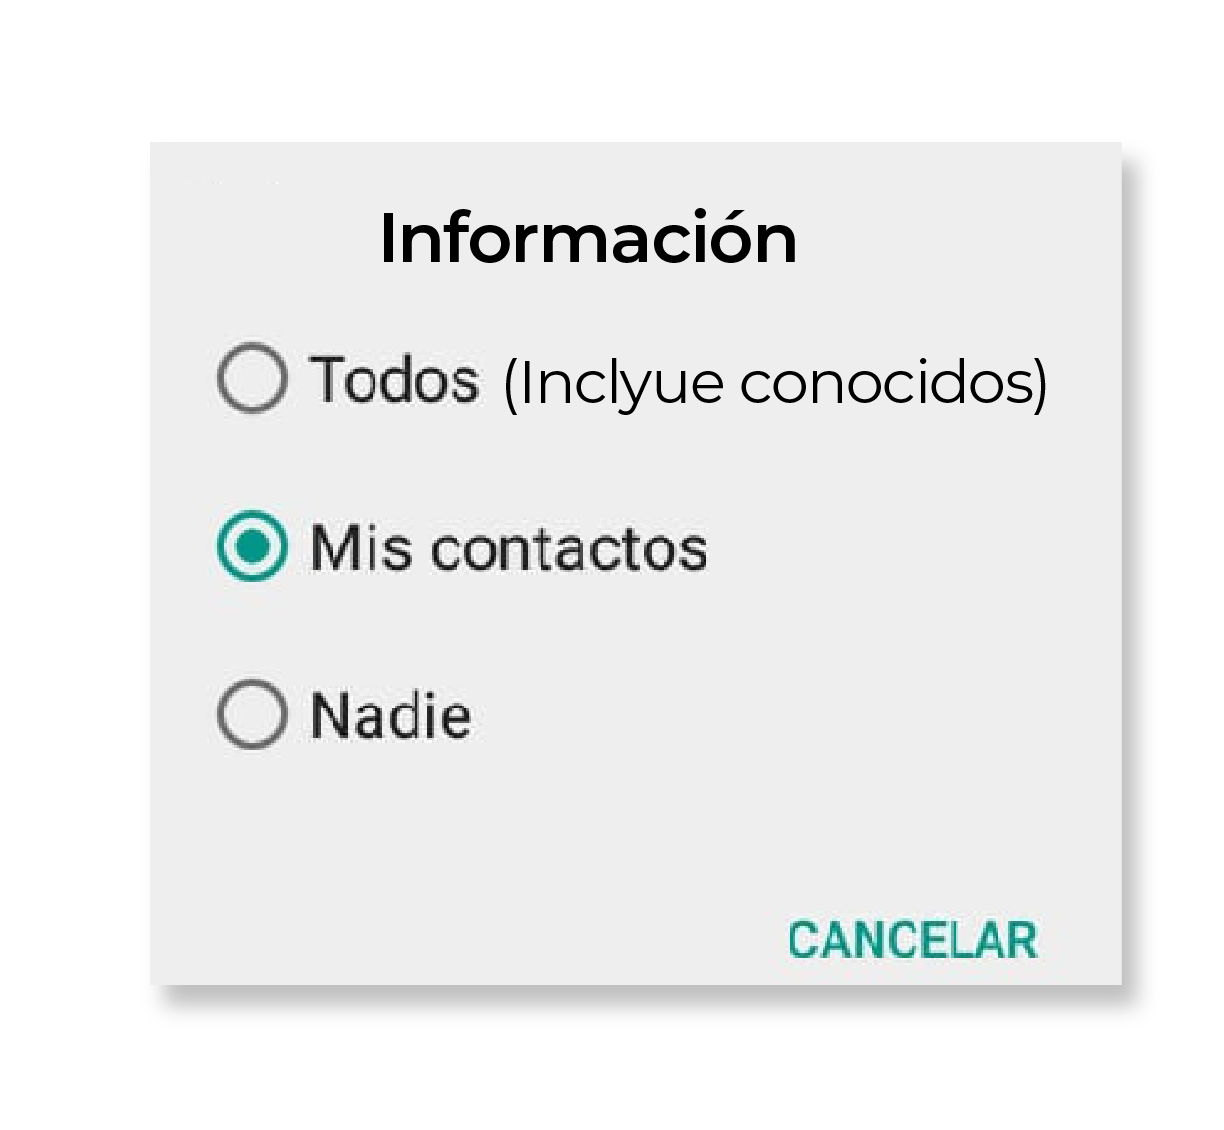 Información
Todos (Inclyue conocidos)
Mis contactos
Nadie
CANCELAR